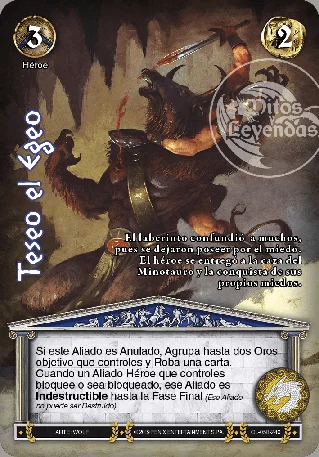 3
2
Héroe
Mitos
Leyendas
Teseo el Egeo
El laberinto confundió a muchos,
pues se dejaron poseer por el miedo.
El héroe se entregó a la caza del
Minotauro y la conquista de sus
propios miedos.
Si este Aliado es Anulado, Agrupa hasta dos Oros
objetivo que controles y Roba una carta.
Cuando un Aliado Héroe que controles
bloquee o sea bloqueado, ese Aliado es
Indestructible hasta la Fase Final (Ese Aliado
no puede ser Destruido)